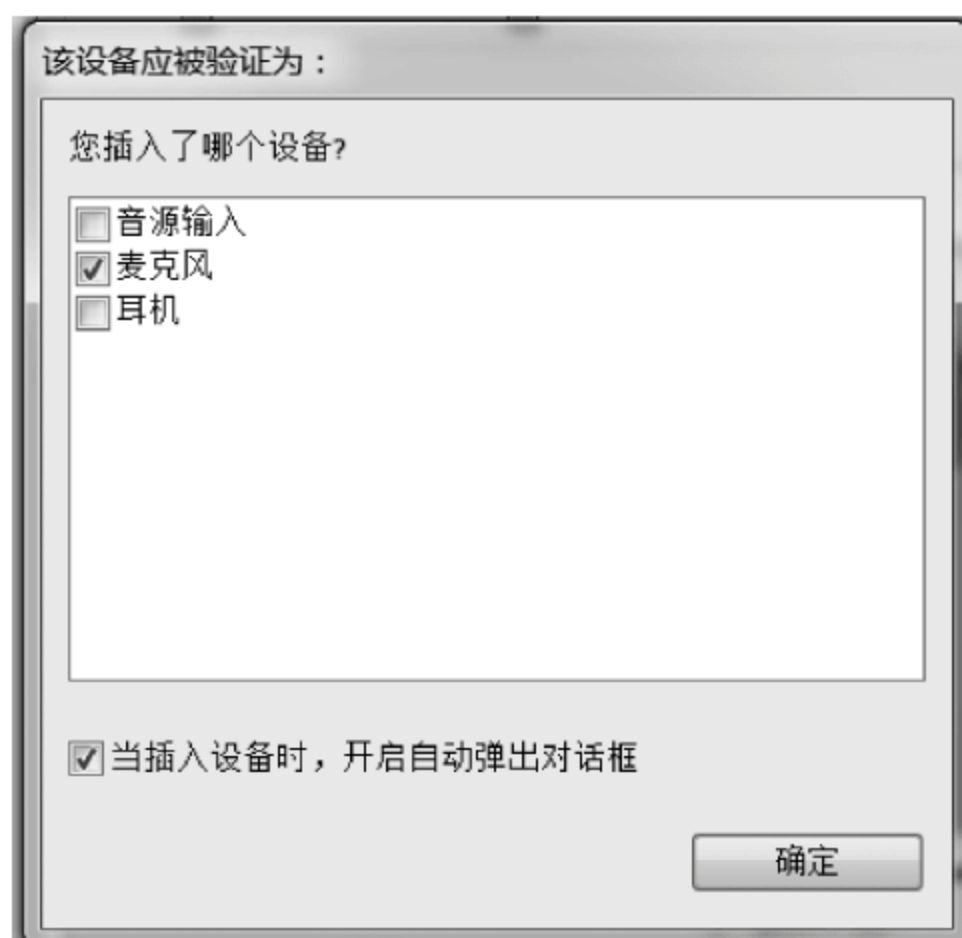 该设备应被验证为：
您插入了哪个设备?
音源输入
麦克风
耳机
当插入设备时，开启自动弹出对话框
确定